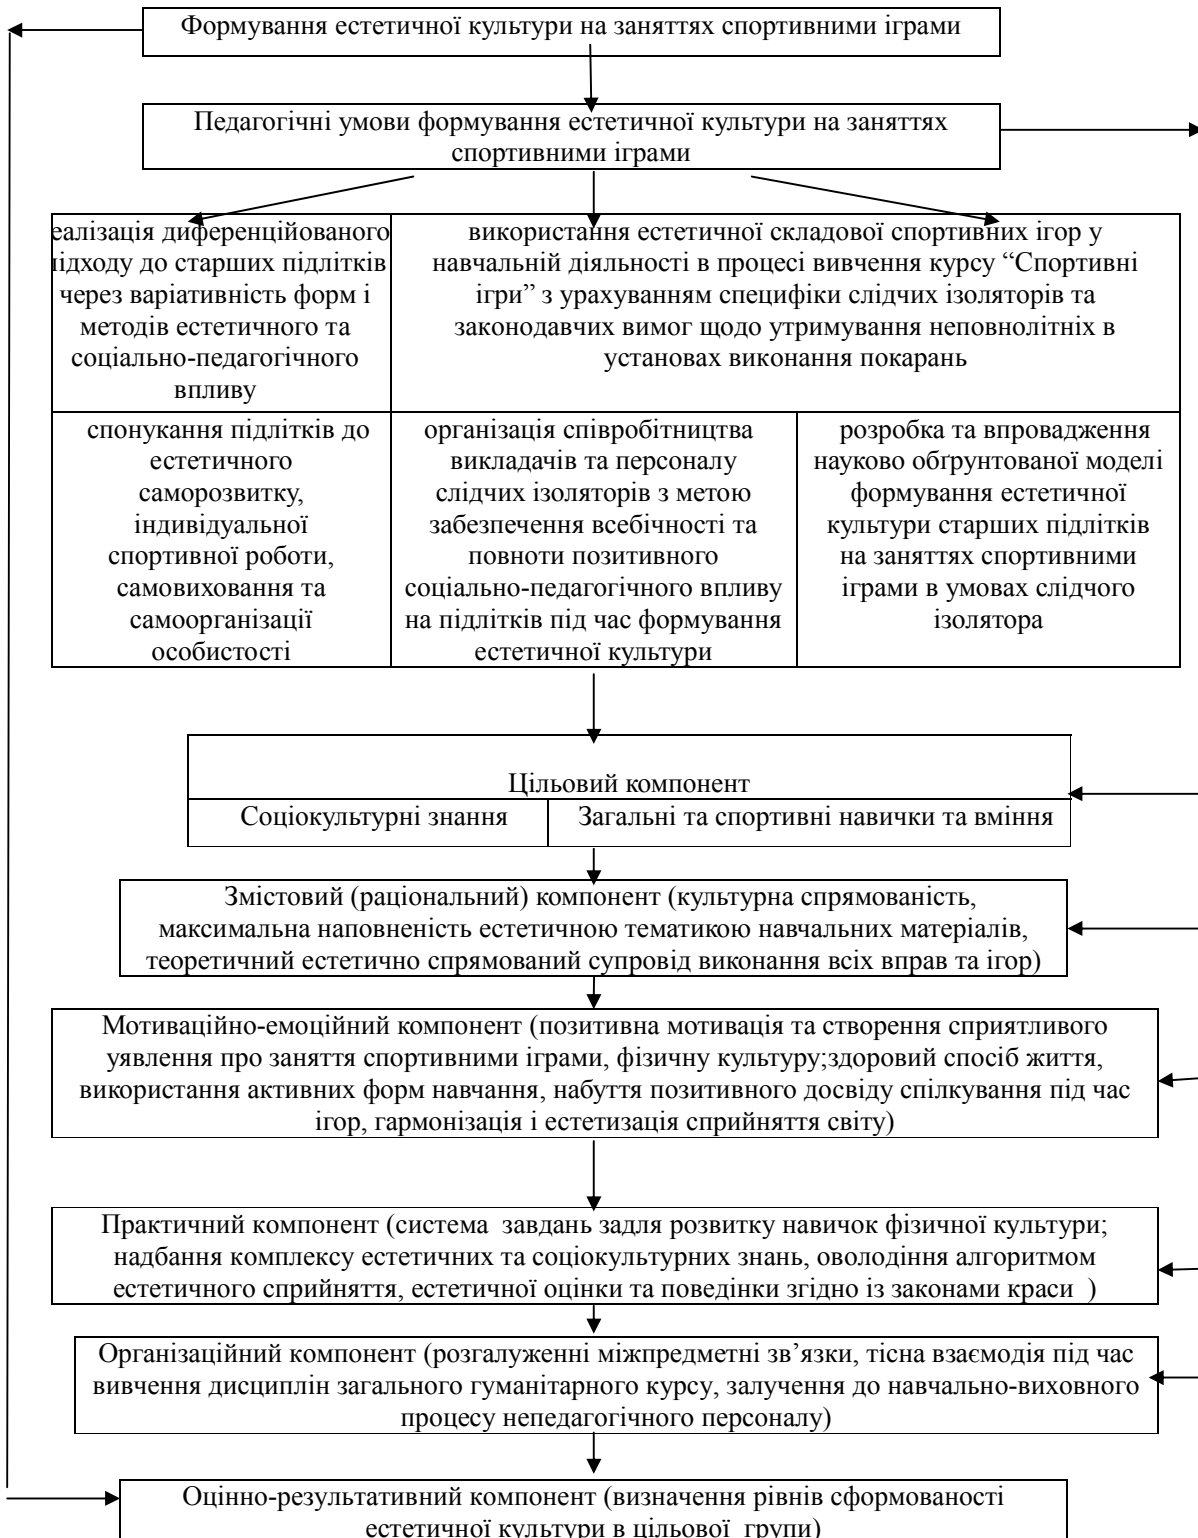 Формування естетичної культури на заняттях спортивними іграми
Педагогічні умови формування естетичної культури на заняттях
спортивними іграми
еалізація диференційованого
ідходу до старших підлітків
через варіативність форм і
методів естетичного та
соціально-педагогічного
впливу
використання естетичної складової спортивних ігор у
навчальній діяльності в процесі вивчення курсу “Спортивні
ігри” з урахуванням специфіки слідчих ізоляторів та
законодавчих вимог щодо утримування неповнолітніх в
установах виконання покарань
спонукання підлітків до
естетичного
саморозвитку,
індивідуальної
спортивної роботи,
самовиховання та
самоорганізації
особистості
організація співробітництва
викладачів та персоналу
слідчих ізоляторів з метою
забезпечення всебічності та
повноти позитивного
соціально-педагогічного впливу
на підлітків під час формування
естетичної культури
розробка та впровадження
науково обґрунтованої моделі
формування естетичної
культури старших підлітків
на заняттях спортивними
іграми в умовах слідчого
ізолятора
Цільовий компонент
Соціокультурні знання
Загальні та спортивні навички та вміння
Змістовий (раціональний) компонент (культурна спрямованість,
максимальна наповненість естетичною тематикою навчальних матеріалів,
теоретичний естетично спрямований супровід виконання всіх вправ та ігор)
Мотиваційно-емоційний компонент (позитивна мотивація та створення сприятливого
уявлення про заняття спортивними іграми, фізичну культуру;здоровий спосіб життя,
використання активних форм навчання, набуття позитивного досвіду спілкування під час
ігор, гармонізація і естетизація сприйняття світу)
Практичний компонент (система завдань задля розвитку навичок фізичної культури;
надбання комплексу естетичних та соціокультурних знань, оволодіння алгоритмом
естетичного сприйняття, естетичної оцінки та поведінки згідно із законами краси )
Організаційний компонент (розгалуженні міжпредметні зв’язки, тісна взаємодія під час
вивчення дисциплін загального гуманітарного курсу, залучення до навчально-виховного
процесу непедагогічного персоналу)
Оцінно-результативний компонент (визначення рівнів сформованості
естетичної культури в цільової групи)